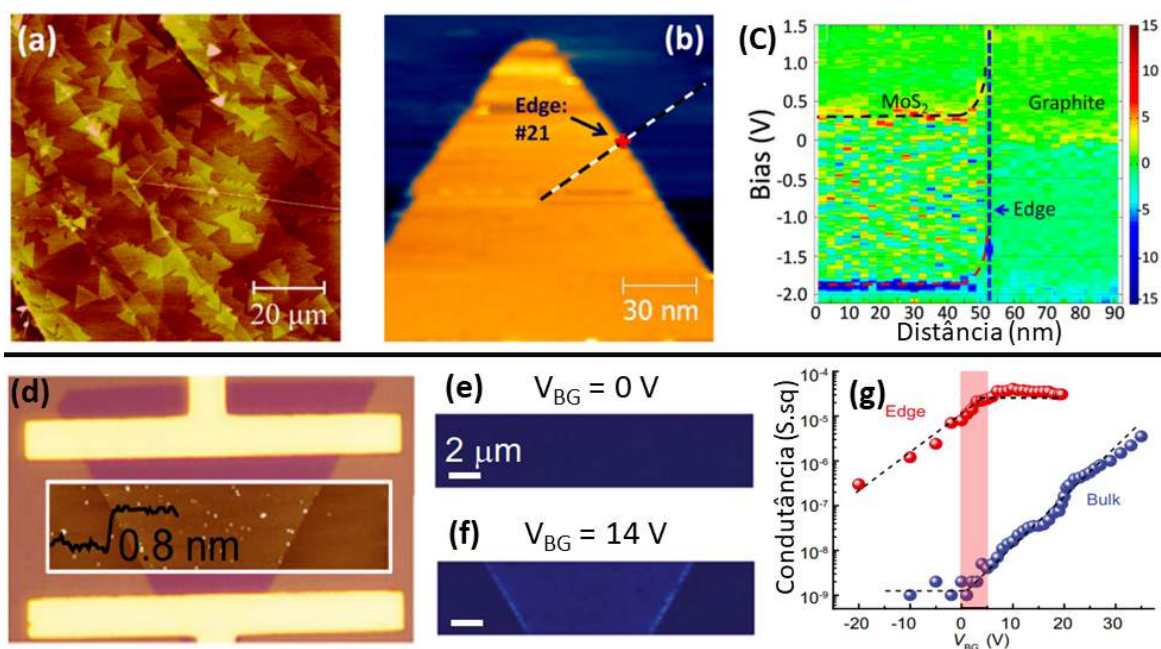 (a)
20 μm
(b)
Edge:
#21
30 nm
(C)
Bias (V)
1.5
1.0
0.5
0
-0.5
-1.0
-1.5
-2.0
MoS₂
Graphite
Edge
0 10 20 30 40 50 60 70 80 90
Distância (nm)
15
10
5
0
-5
-10
15
(d)
0.8 nm
(e)
V_BG = 0 V
2 μm
(f)
V_BG = 14 V
(g)
Condutância (S.sq)
10⁻⁴
10⁻⁵
10⁻⁶
10⁻⁷
10⁻⁸
10⁻⁹
Edge
Bulk
-20 -10 0 10 20 30
V_BG (V)